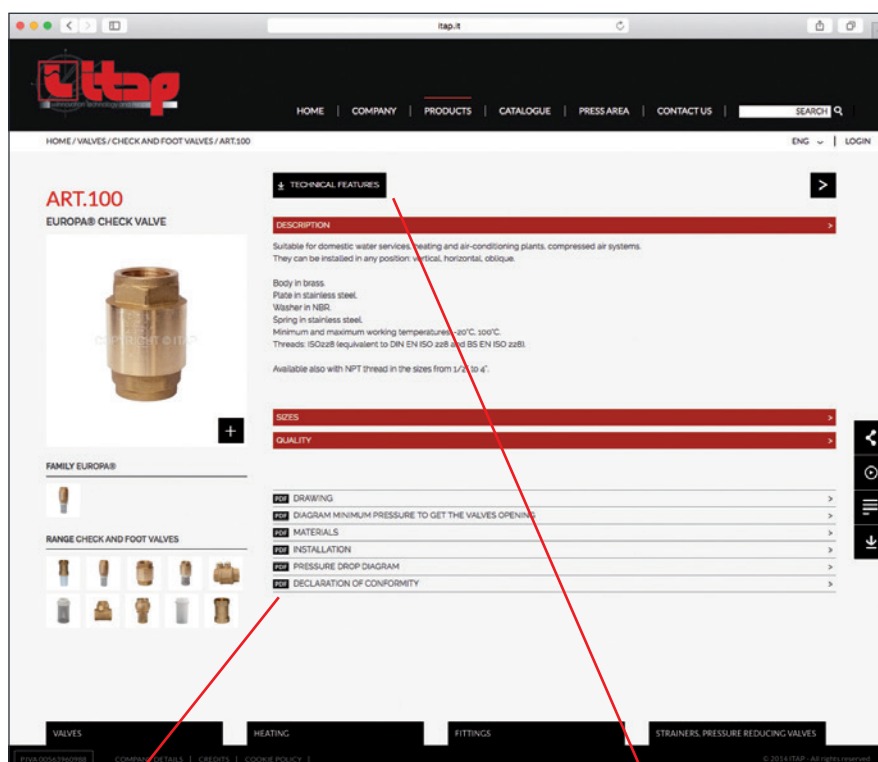 itap.it
itap
HOME | COMPANY | PRODUCTS | CATALOGUE | PRESS AREA | CONTACT US | SEARCH
HOME / VALVES / CHECK AND FOOT VALVES / ART.100
ENG | LOGIN
TECHNICAL FEATURES
ART.100
EUROPA® CHECK VALVE
DESCRIPTION
Suitable for domestic water services, heating and air-conditioning plants, compressed air systems.
They can be installed in any position: vertical, horizontal, oblique.
Body in brass.
Plate in stainless steel.
Washer in NBR.
Spring in stainless steel.
Minimum and maximum working temperatures: -20°C, 100°C.
Threads: ISO228 (equivalent to DIN EN ISO 228 and BS EN ISO 228).
Available also with NPT thread in the sizes from 1/2" to 4".
COPYRIGHT © ITAP
SIZES
QUALITY
FAMILY EUROPA®
PDF DRAWING
PDF DIAGRAM MINIMUM PRESSURE TO GET THE VALVES OPENING
PDF MATERIALS
PDF INSTALLATION
PDF PRESSURE DROP DIAGRAM
PDF DECLARATION OF CONFORMITY
RANGE CHECK AND FOOT VALVES
VALVES
HEATING
FITTINGS
STRAINERS, PRESSURE REDUCING VALVES
COMPANY DETAILS | CREDITS | COOKIE POLICY |
© 2014 ITAP - All rights reserved